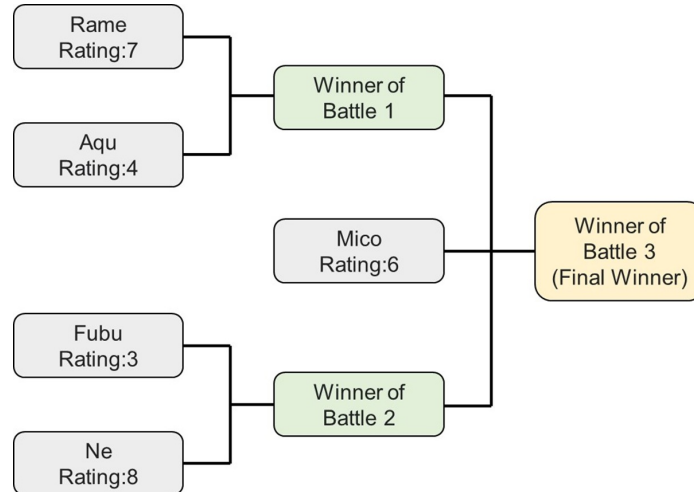 Rame
Rating:7
Aqu
Rating:4
Winner of
Battle 1
Mico
Rating:6
Winner of
Battle 3
(Final Winner)
Fubu
Rating:3
Ne
Rating:8
Winner of
Battle 2